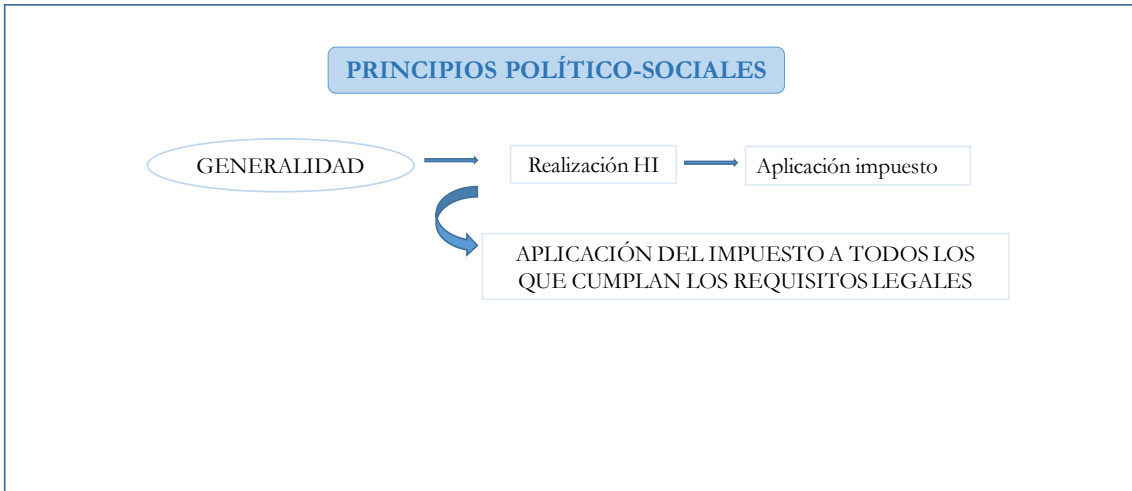 PRINCIPIOS POLÍTICO-SOCIALES
GENERALIDAD
Realización HI
Aplicación impuesto
APLICACIÓN DEL IMPUESTO A TODOS LOS
QUE CUMPLAN LOS REQUISITOS LEGALES